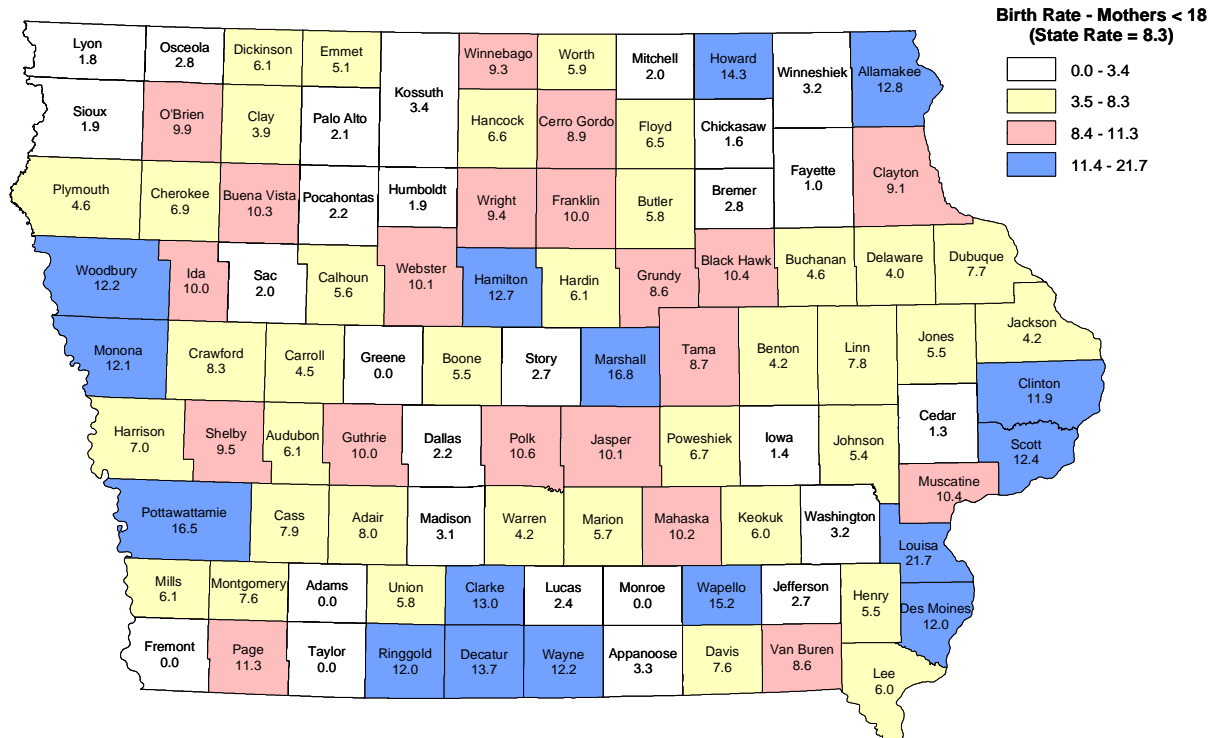 Birth Rate - Mothers < 18
(State Rate = 8.3)
0.0 - 3.4
3.5 - 8.3
8.4 - 11.3
11.4 - 21.7
Lyon
1.8
Osceola
2.8
Dickinson
6.1
Emmet
5.1
Kossuth
3.4
Winnebago
9.3
Worth
5.9
Mitchell
2.0
Howard
14.3
Winneshiek
3.2
Allamakee
12.8
Sioux
1.9
O'Brien
9.9
Clay
3.9
Palo Alto
2.1
Hancock
6.6
Cerro Gordo
8.9
Floyd
6.5
Chickasaw
1.6
Fayette
1.0
Clayton
9.1
Plymouth
4.6
Cherokee
6.9
Buena Vista
10.3
Pocahontas
2.2
Humboldt
1.9
Wright
9.4
Franklin
10.0
Butler
5.8
Bremer
2.8
Woodbury
12.2
Ida
10.0
Sac
2.0
Calhoun
5.6
Webster
10.1
Hamilton
12.7
Hardin
6.1
Grundy
8.6
Black Hawk
10.4
Buchanan
4.6
Delaware
4.0
Dubuque
7.7
Monona
12.1
Crawford
8.3
Carroll
4.5
Greene
0.0
Boone
5.5
Story
2.7
Marshall
16.8
Tama
8.7
Benton
4.2
Linn
7.8
Jones
5.5
Jackson
4.2
Clinton
11.9
Harrison
7.0
Shelby
9.5
Audubon
6.1
Guthrie
10.0
Dallas
2.2
Polk
10.6
Jasper
10.1
Poweshiek
6.7
Iowa
1.4
Johnson
5.4
Cedar
1.3
Scott
12.4
Muscatine
10.4
Pottawattamie
16.5
Cass
7.9
Adair
8.0
Madison
3.1
Warren
4.2
Marion
5.7
Mahaska
10.2
Keokuk
6.0
Washington
3.2
Louisa
21.7
Mills
6.1
Montgomery
7.6
Adams
0.0
Union
5.8
Clarke
13.0
Lucas
2.4
Monroe
0.0
Wapello
15.2
Jefferson
2.7
Henry
5.5
Des Moines
12.0
Fremont
0.0
Page
11.3
Taylor
0.0
Ringgold
12.0
Decatur
13.7
Wayne
12.2
Appanoose
3.3
Davis
7.6
Van Buren
8.6
Lee
6.0